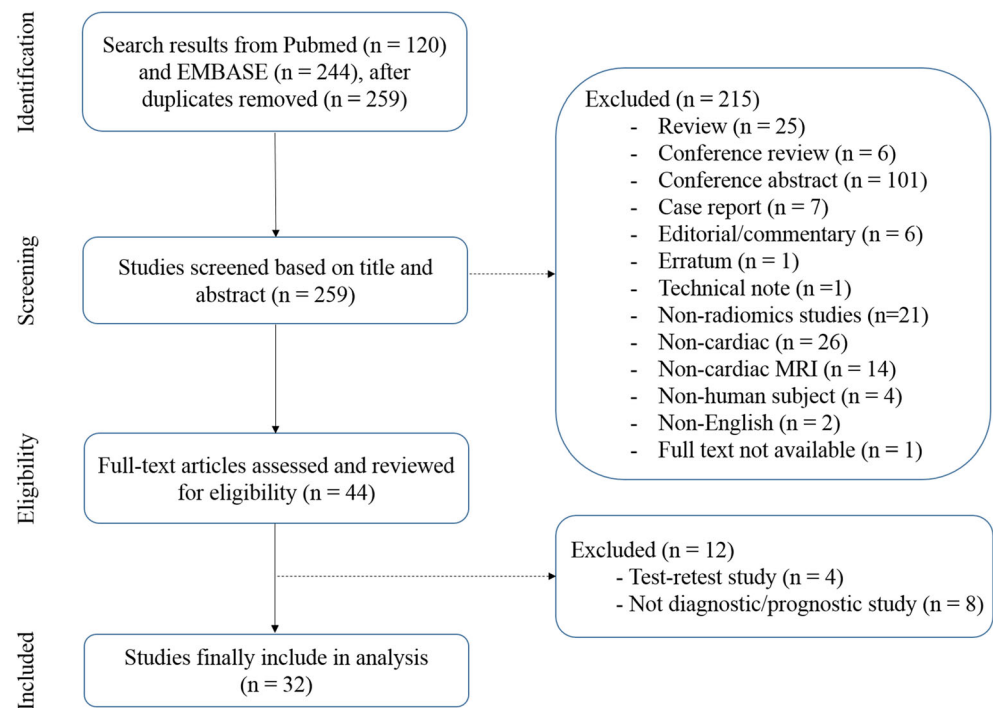 Identification
Search results from Pubmed (n = 120)
and EMBASE (n = 244), after
duplicates removed (n = 259)
Excluded (n = 215)
- Review (n = 25)
- Conference review (n = 6)
- Conference abstract (n = 101)
- Case report (n = 7)
- Editorial/commentary (n = 6)
- Erratum (n = 1)
- Technical note (n =1)
- Non-radiomics studies (n=21)
- Non-cardiac (n = 26)
- Non-cardiac MRI (n = 14)
- Non-human subject (n = 4)
- Non-English (n = 2)
- Full text not available (n = 1)
Screening
Studies screened based on title and
abstract (n = 259)
Eligibility
Full-text articles assessed and reviewed
for eligibility (n = 44)
Excluded (n = 12)
- Test-retest study (n = 4)
- Not diagnostic/prognostic study (n = 8)
Included
Studies finally include in analysis
(n = 32)